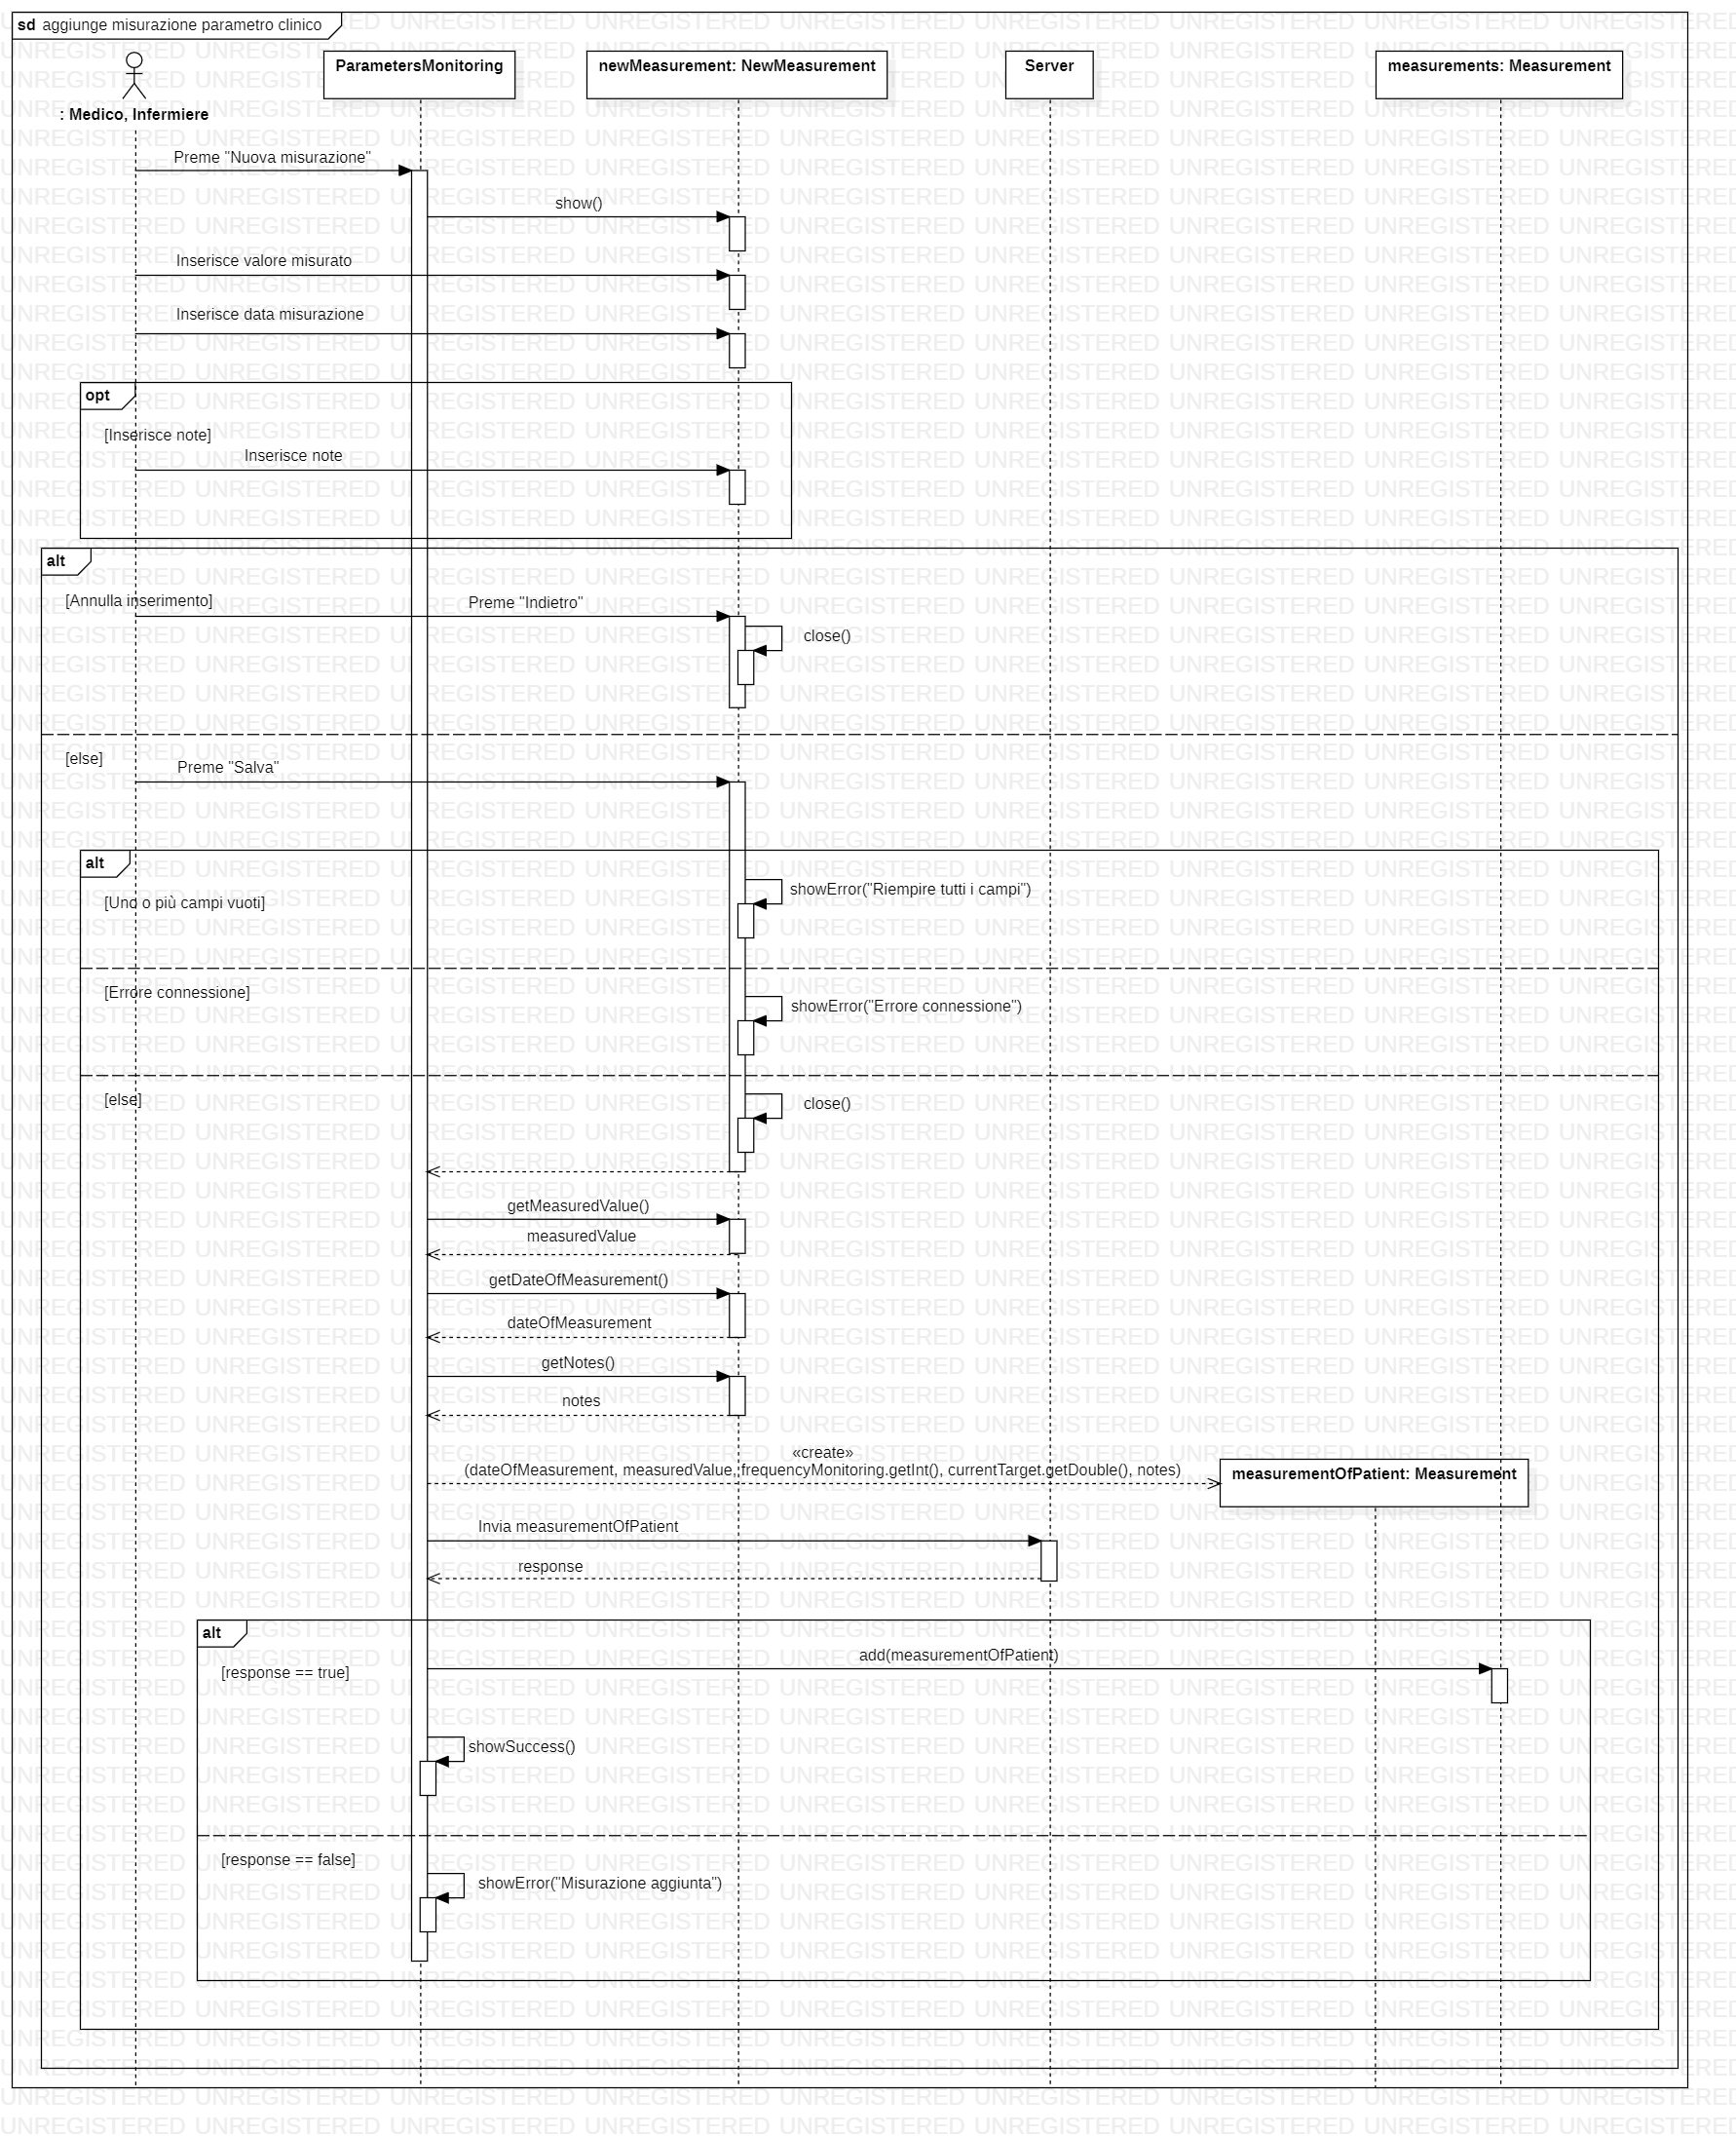 sd aggiunge misurazione parametro clinico
: Medico, Infermiere
ParametersMonitoring
newMeasurement: NewMeasurement
Server
measurements: Measurement
Preme "Nuova misurazione"
show()
Inserisce valore misurato
Inserisce data misurazione
opt
[Inserisce note]
Inserisce note
alt
[Annulla inserimento]
Preme "Indietro"
close()
[else]
Preme "Salva"
alt
[Uno o più campi vuoti]
showError("Riempire tutti i campi")
[Errore connessione]
showError("Errore connessione")
[else]
close()
getMeasuredValue()
measuredValue
getDateOfMeasurement()
dateOfMeasurement
getNotes()
notes
«create»
(dateOfMeasurement, measuredValue, frequencyMonitoring.getInt(), currentTarget.getDouble(), notes)
measurementOfPatient: Measurement
Invia measurementOfPatient
response
alt
[response == true]
add(measurementOfPatient)
showSuccess()
[response == false]
showError("Misurazione aggiunta")
UNREGISTERED